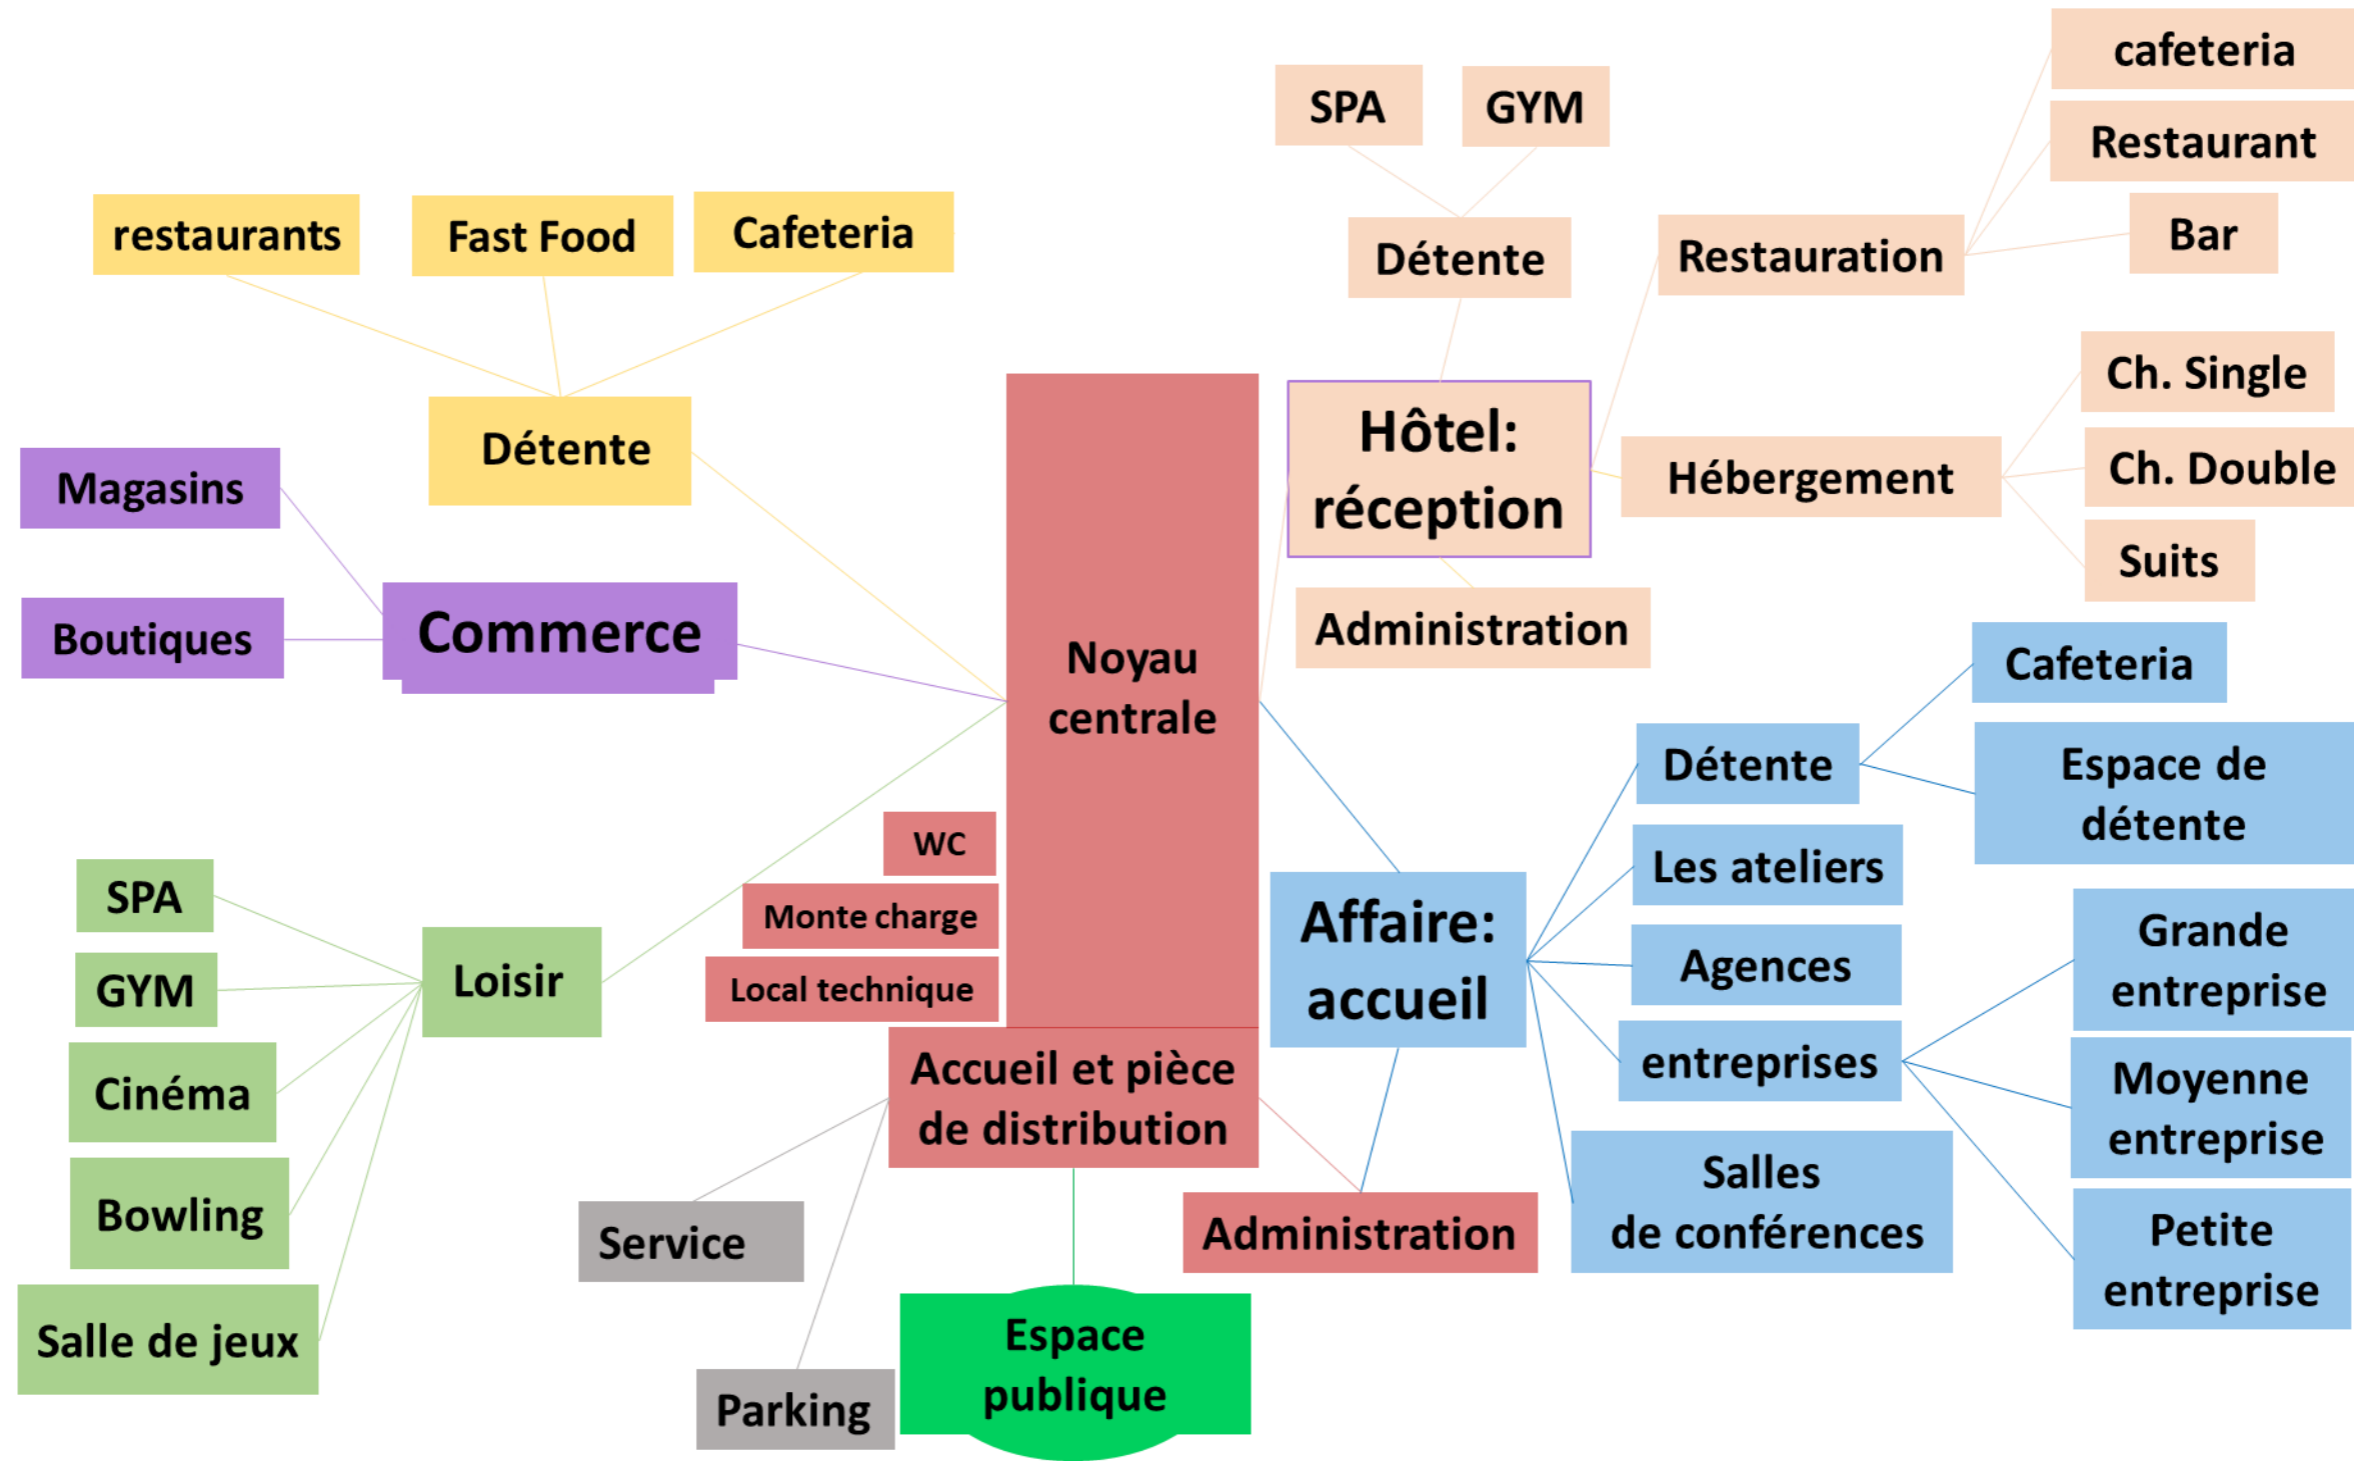 cafeteria
SPA
GYM
Restaurant
restaurants
Fast Food
Cafeteria
Bar
Détente
Restauration
Ch. Single
Hôtel:
réception
Détente
Hébergement
Ch. Double
Magasins
Suits
Commerce
Boutiques
Administration
Noyau
centrale
Cafeteria
Détente
Espace de
détente
WC
Les ateliers
SPA
Monte charge
Affaire:
accueil
Grande
entreprise
GYM
Loisir
Local technique
Agences
Cinéma
Accueil et pièce
de distribution
entreprises
Moyenne
entreprise
Bowling
Service
Administration
Salles
de conférences
Petite
entreprise
Salle de jeux
Parking
Espace
publique